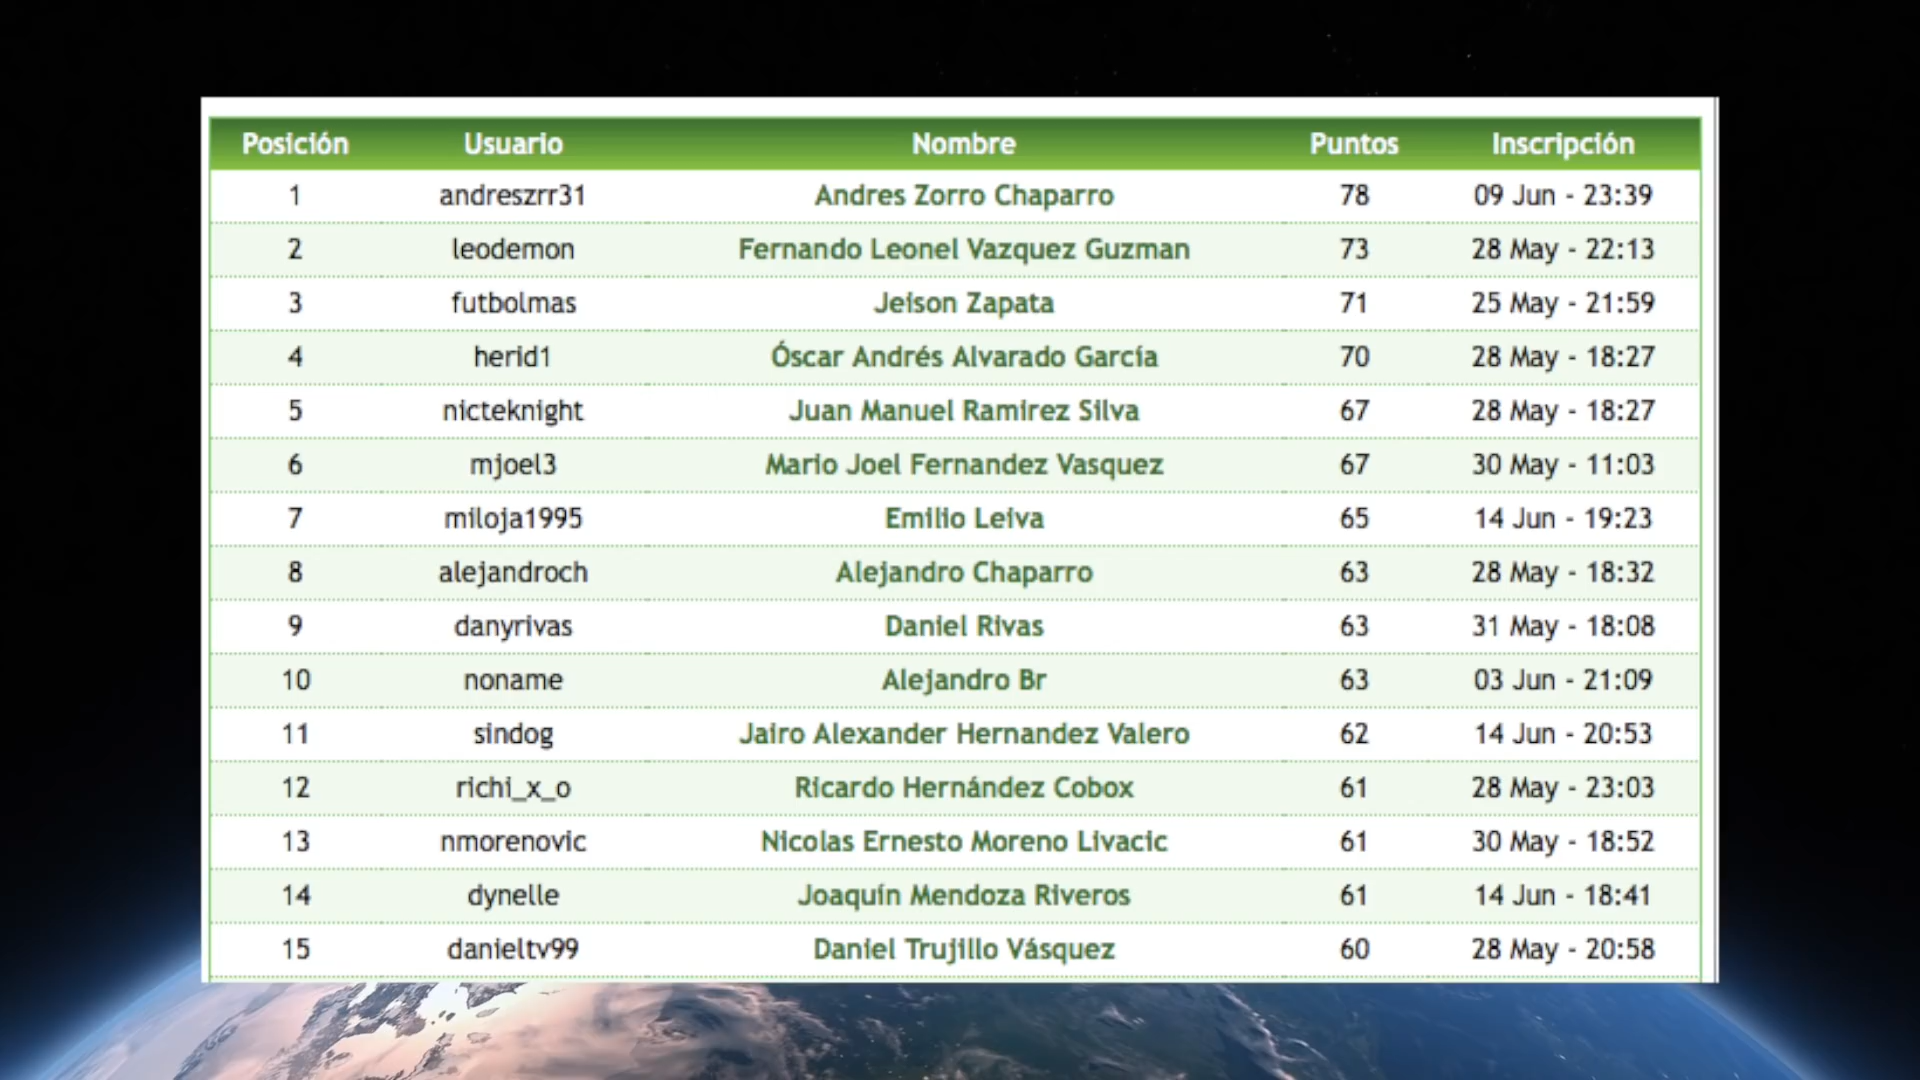 Posición Usuario Nombre Puntos Inscripción
1 andreszrr31 Andres Zorro Chaparro 78 09 Jun - 23:39
2 leodemon Fernando Leonel Vazquez Guzman 73 28 May - 22:13
3 futbolmas Jeison Zapata 71 25 May - 21:59
4 herid1 Óscar Andrés Alvarado García 70 28 May - 18:27
5 nicteknight Juan Manuel Ramirez Silva 67 28 May - 18:27
6 mjoel3 Mario Joel Fernandez Vasquez 67 30 May - 11:03
7 miloja1995 Emilio Leiva 65 14 Jun - 19:23
8 alejandroch Alejandro Chaparro 63 28 May - 18:32
9 danyrivas Daniel Rivas 63 31 May - 18:08
10 noname Alejandro Br 63 03 Jun - 21:09
11 sindog Jairo Alexander Hernandez Valero 62 14 Jun - 20:53
12 richi_x_o Ricardo Hernández Cobox 61 28 May - 23:03
13 nmorenovic Nicolas Ernesto Moreno Livacic 61 30 May - 18:52
14 dynelle Joaquín Mendoza Riveros 61 14 Jun - 18:41
15 danieltv99 Daniel Trujillo Vásquez 60 28 May - 20:58